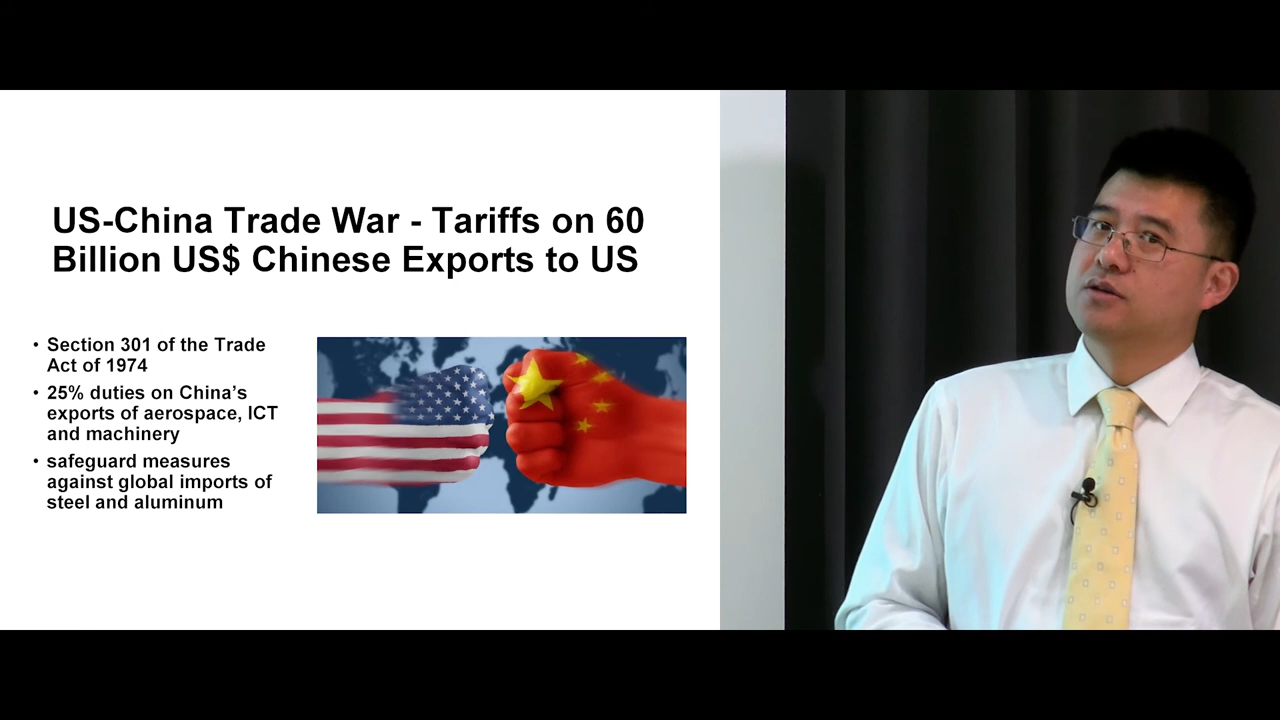 US-China Trade War - Tariffs on 60
Billion US$ Chinese Exports to US
• Section 301 of the Trade
Act of 1974
• 25% duties on China’s
exports of aerospace, ICT
and machinery
• safeguard measures
against global imports of
steel and aluminum